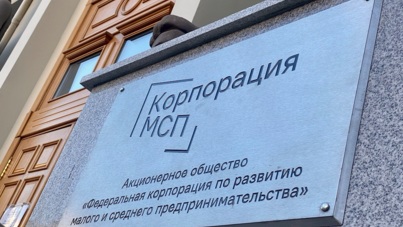 Корпорация
МСП
Акционерное общество
«Федеральная корпорация по развитию
малого и среднего предпринимательства»